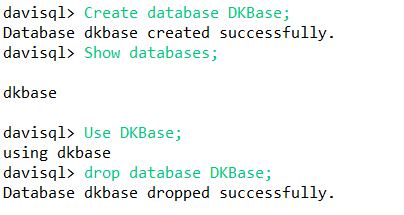 davisql> Create database DKBase;
Database dkbase created successfully.
davisql> Show databases;
dkbase
davisql> Use DKBase;
using dkbase
davisql> drop database DKBase;
Database dkbase dropped successfully.